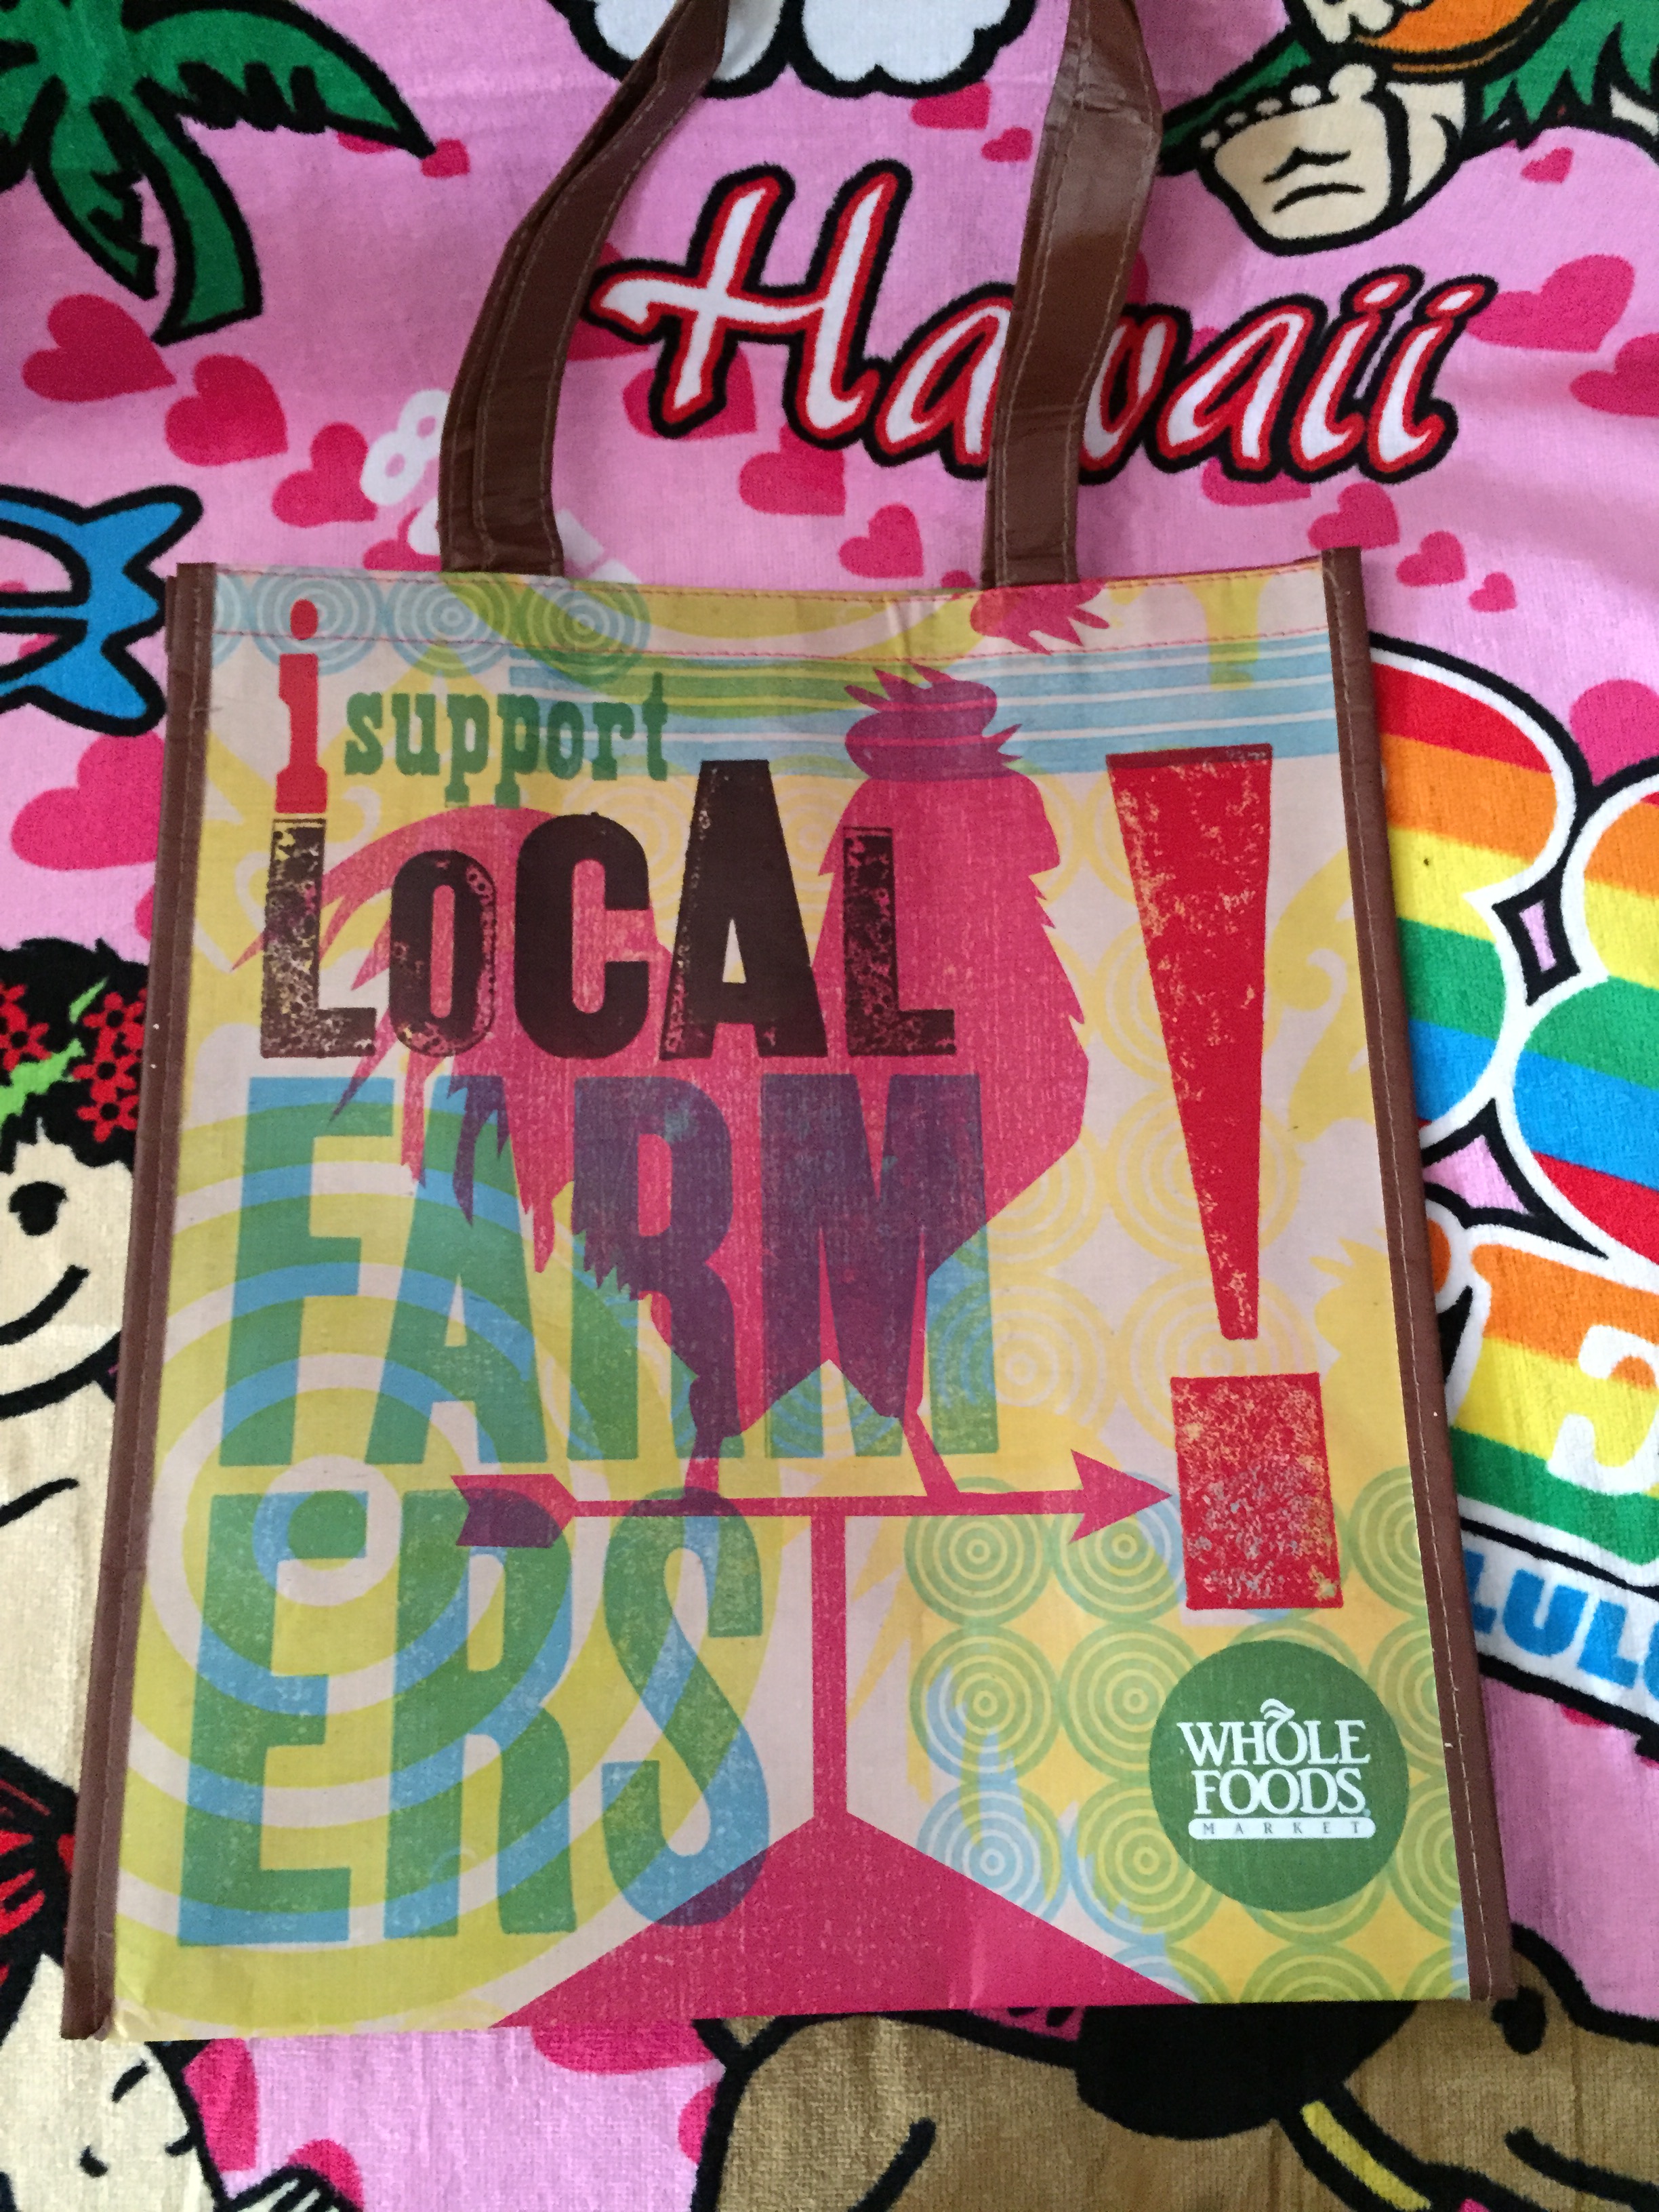 Hawaii
i support
LoCAL
FARM
ERS
!
WHOLE
FOODS
MARKET